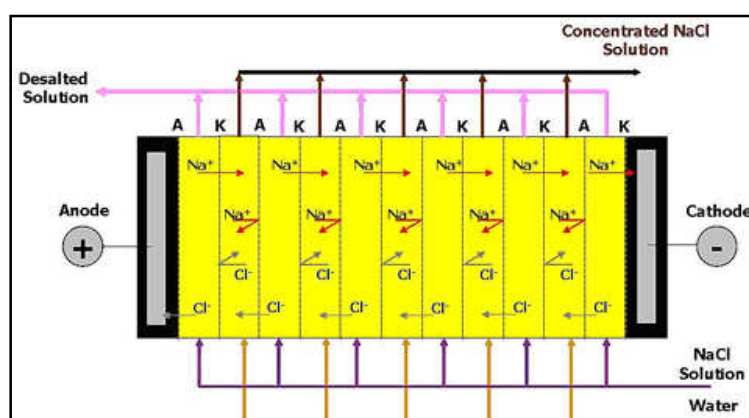 Concentrated NaCl
Solution
Desalted
Solution
A K A K A K A K A K A K
Na⁺ Na⁺ Na⁺ Na⁺ Na⁺ Na⁺
Anode
+
Na⁺ Na⁺ Na⁺ Na⁺ Na⁺
Cathode
-
Cl⁻ Cl⁻ Cl⁻ Cl⁻ Cl⁻
Cl⁻ Cl⁻ Cl⁻ Cl⁻ Cl⁻ Cl⁻
NaCl
Solution
Water